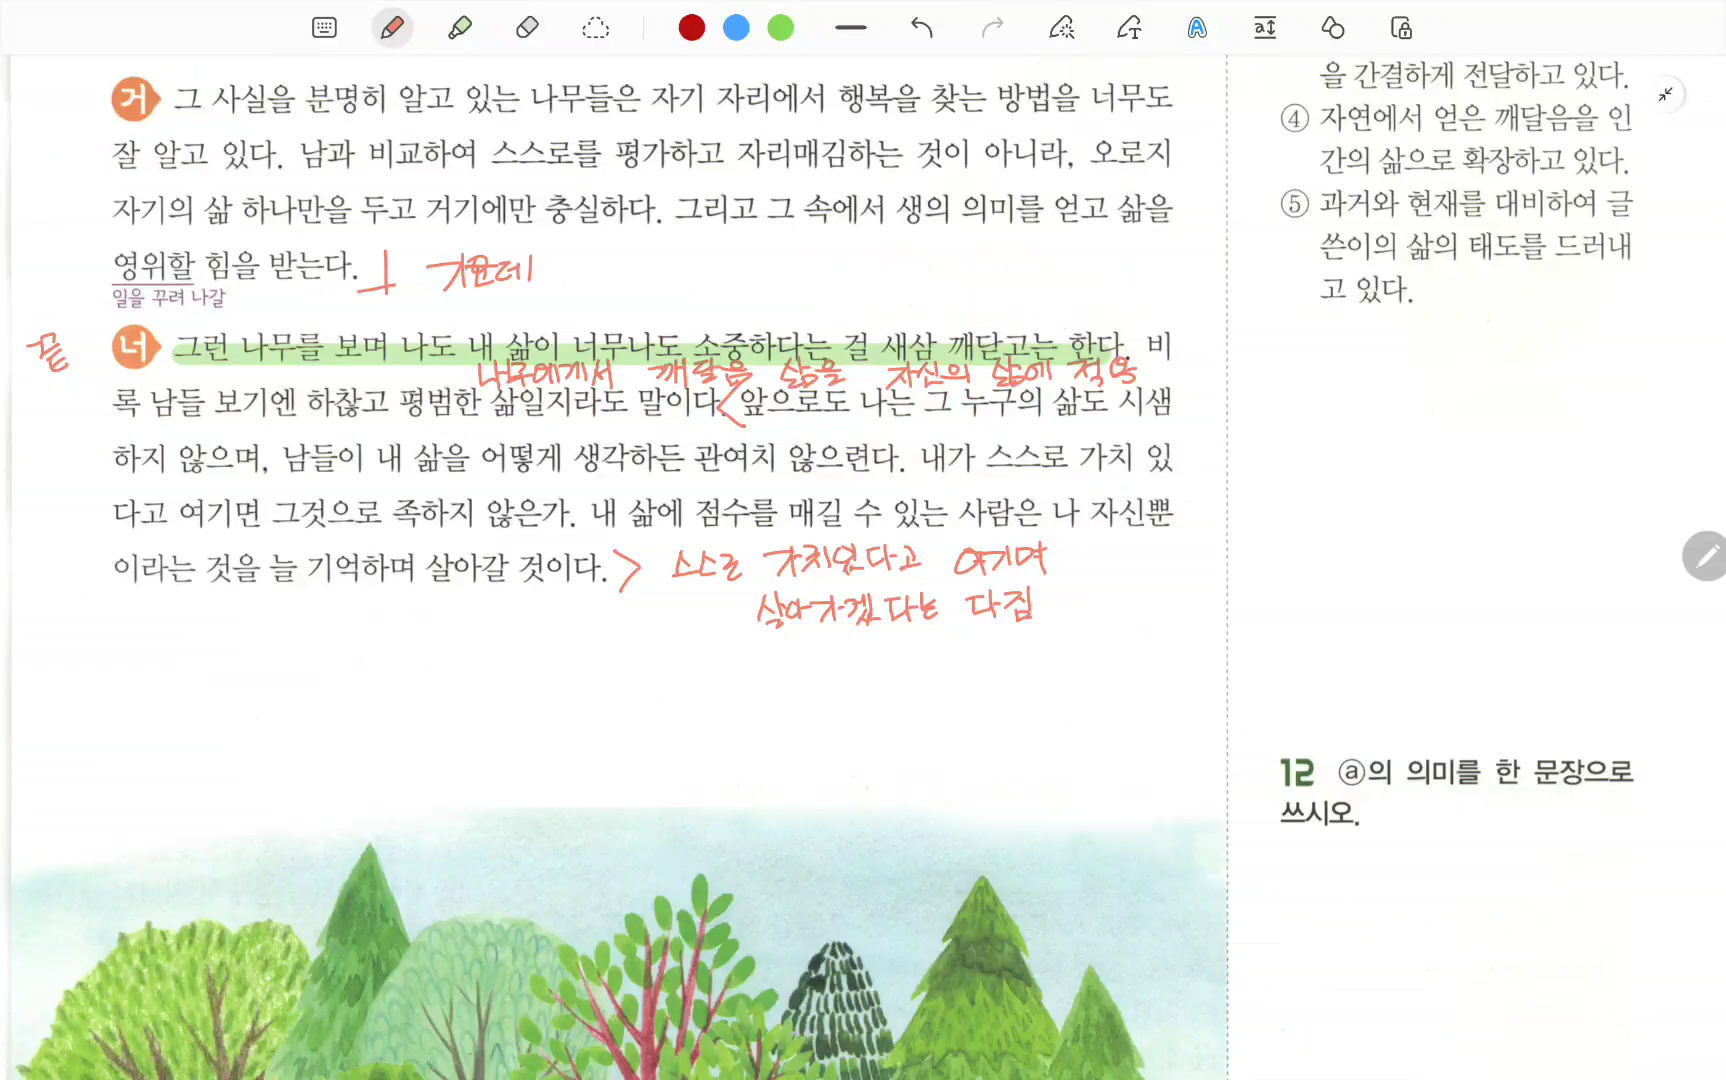 거 그 사실을 분명히 알고 있는 나무들은 자기 자리에서 행복을 찾는 방법을 너무도
잘 알고 있다. 남과 비교하여 스스로를 평가하고 자리매김하는 것이 아니라, 오로지
자기의 삶 하나만을 두고 거기에만 충실하다. 그리고 그 속에서 생의 의미를 얻고 삶을
영위할 힘을 받는다. 가운데
일을 꾸려 나갈
끝
너 그런 나무를 보며 나도 내 삶이 너무나도 소중하다는 걸 새삼 깨닫고는 한다. 비
나무에게서 깨달음 삶을 자신의 삶에 적용
록 남들 보기엔 하찮고 평범한 삶일지라도 말이다. 앞으로도 나는 그 누구의 삶도 시샘
하지 않으며, 남들이 내 삶을 어떻게 생각하든 관여치 않으련다. 내가 스스로 가치 있
다고 여기면 그것으로 족하지 않은가. 내 삶에 점수를 매길 수 있는 사람은 나 자신뿐
이라는 것을 늘 기억하며 살아갈 것이다. 스스로 가치있다고 여기며
살아가겠다는 다짐
을 간결하게 전달하고 있다.
④ 자연에서 얻은 깨달음을 인
간의 삶으로 확장하고 있다.
⑤ 과거와 현재를 대비하여 글
쓴이의 삶의 태도를 드러내
고 있다.
12 ⓐ의 의미를 한 문장으로
쓰시오.